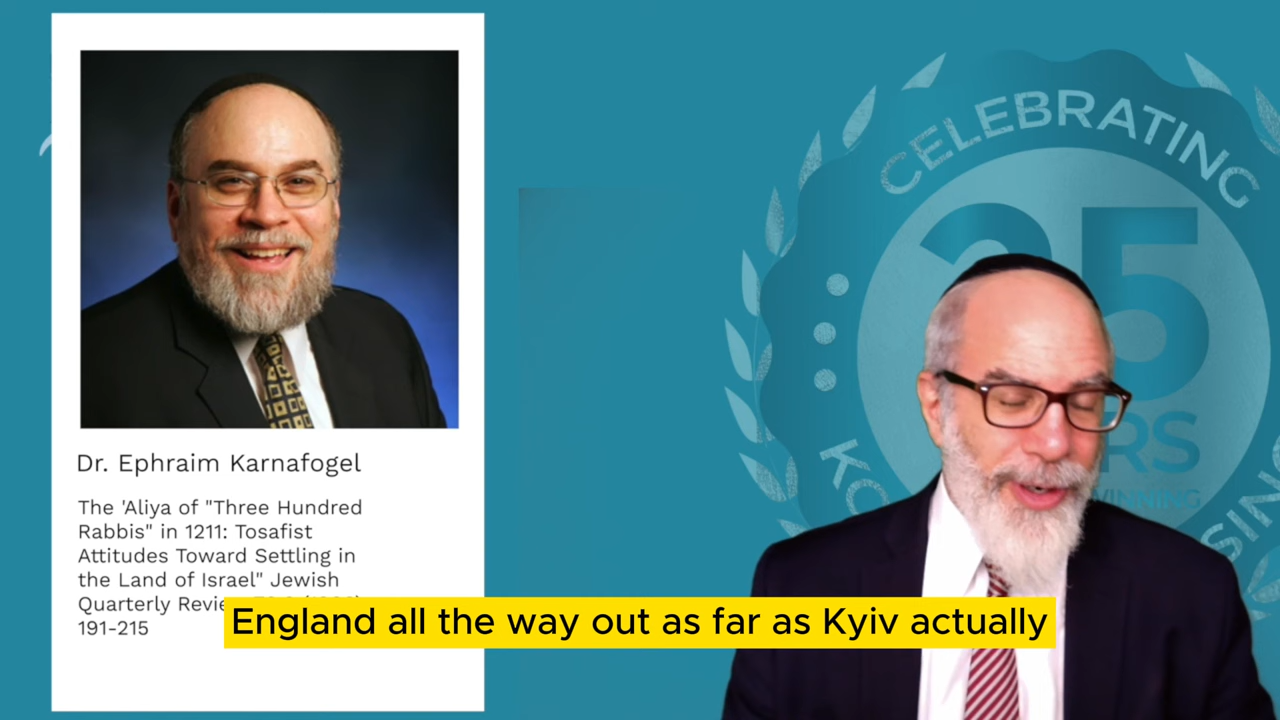 Dr. Ephraim Karnafogel
The 'Aliya of "Three Hundred
Rabbis" in 1211: Tosafist
Attitudes Toward Settling in
the Land of Israel" Jewish
Quarterly
191-215
England all the way out as far as Kyiv actually
CELEBRATING
25